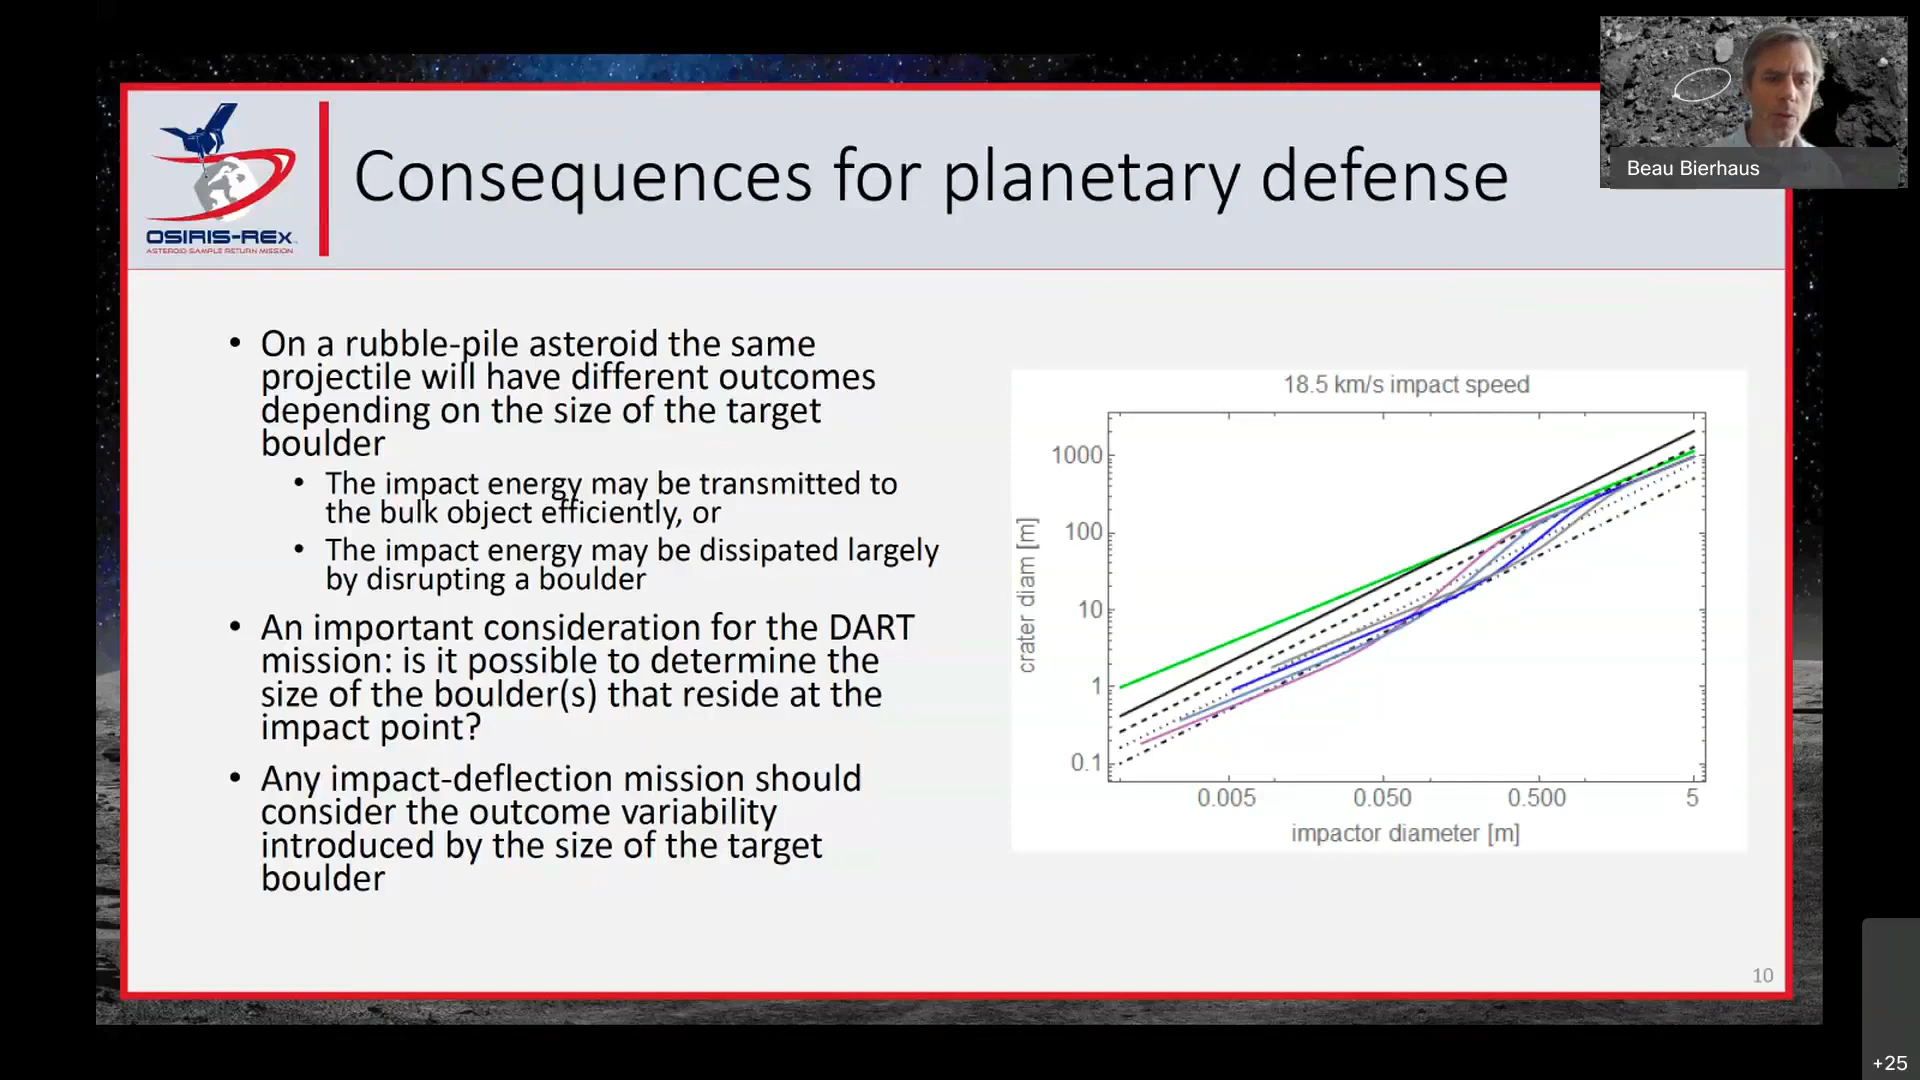 Beau Bierhaus
OSIRIS-REx
ASTEROID SAMPLE RETURN MISSION
Consequences for planetary defense
• On a rubble-pile asteroid the same
projectile will have different outcomes
depending on the size of the target
boulder
• The impact energy may be transmitted to
the bulk object efficiently, or
• The impact energy may be dissipated largely
by disrupting a boulder
• An important consideration for the DART
mission: is it possible to determine the
size of the boulder(s) that reside at the
impact point?
• Any impact-deflection mission should
consider the outcome variability
introduced by the size of the target
boulder
18.5 km/s impact speed
crater diam [m]
1000
100
10
1
0.1
0.005 0.050 0.500 5
impactor diameter [m]
10
+25